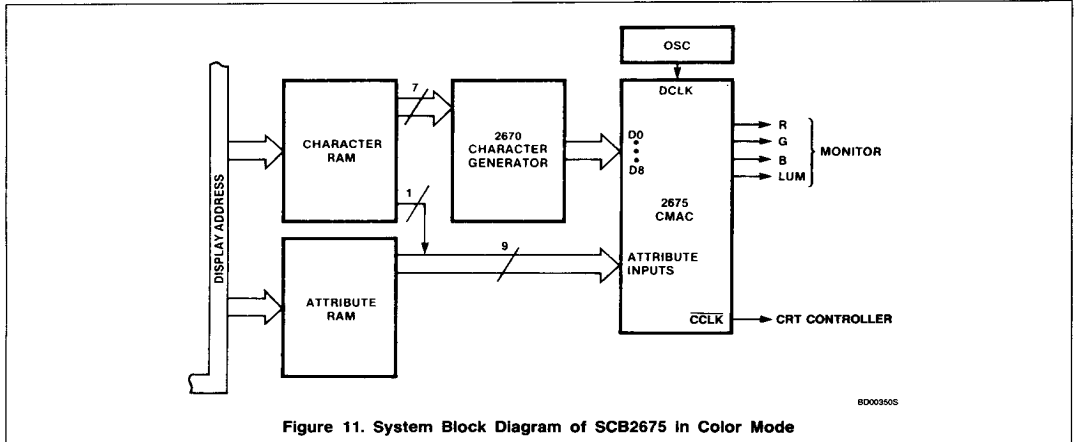 OSC
DCLK
7
CHARACTER
RAM
2670
CHARACTER
GENERATOR
D0
D8
R
G
B
LUM
MONITOR
2675
CMAC
1
9
DISPLAY ADDRESS
ATTRIBUTE
RAM
ATTRIBUTE
INPUTS
CCLK
CRT CONTROLLER
BD00350S
Figure 11. System Block Diagram of SCB2675 in Color Mode